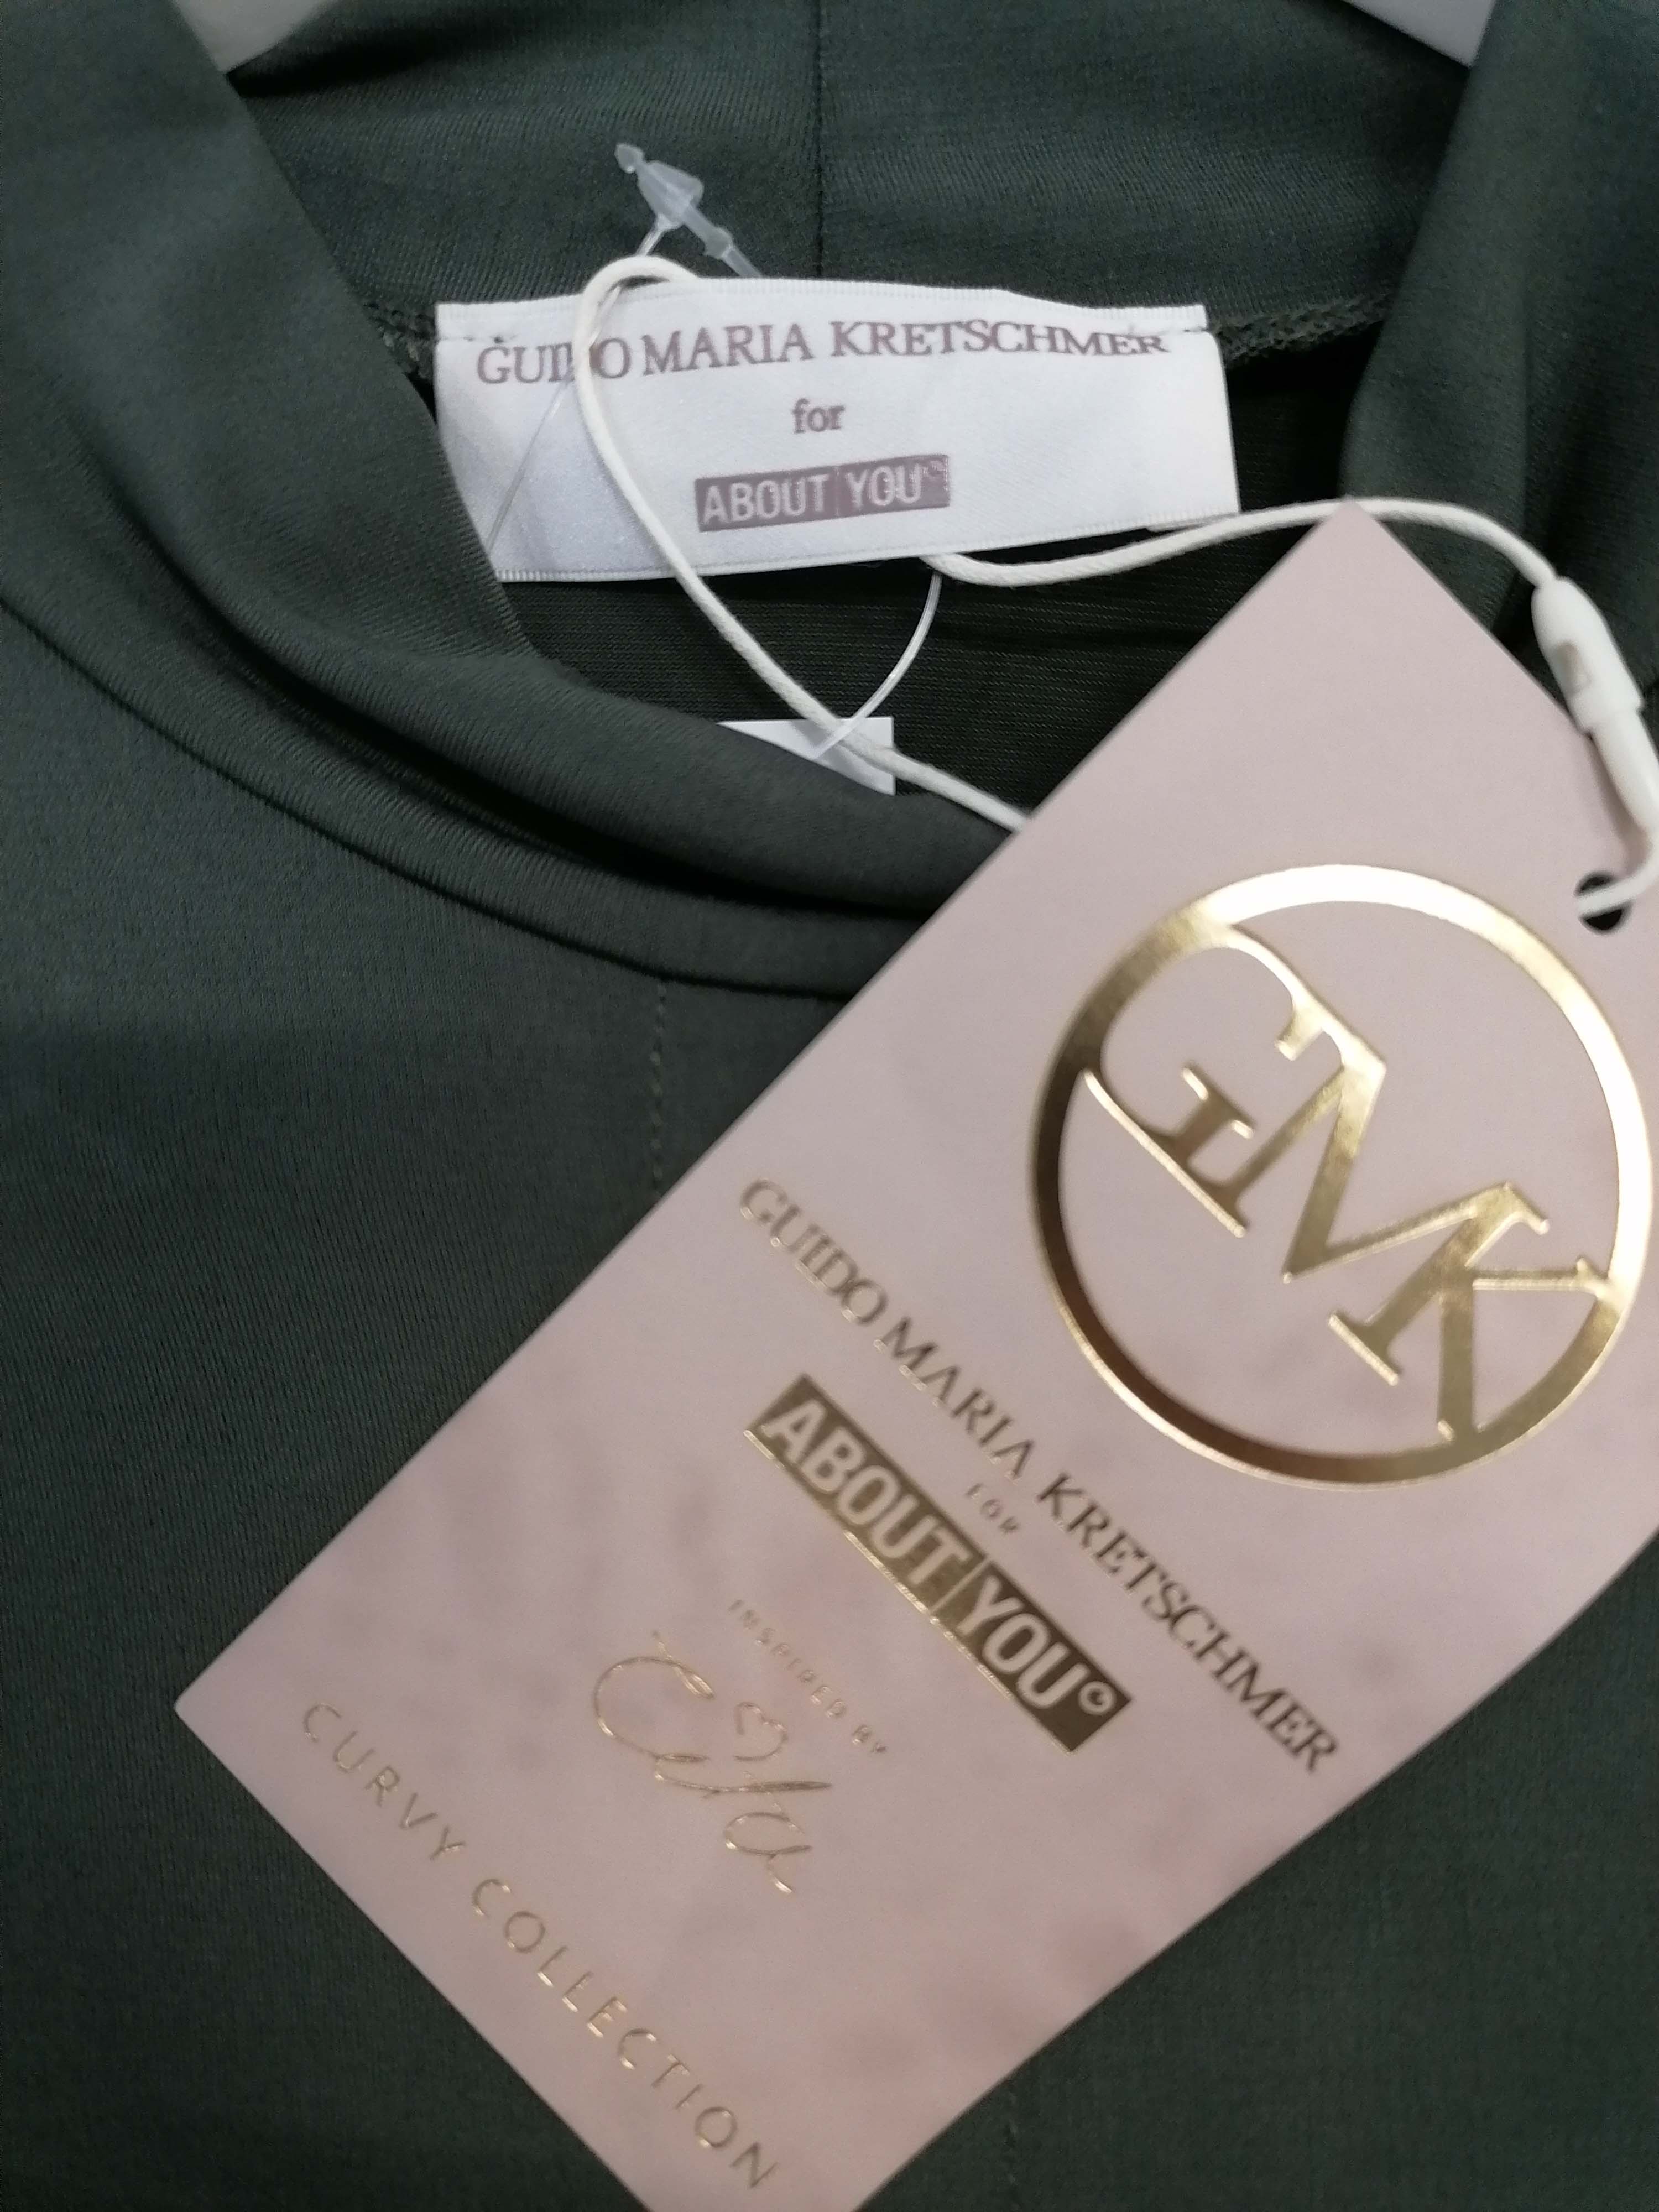 GUIDO MARIA KRETSCHMER
for
ABOUT YOU
GMK
GUIDO MARIA KRETSCHMER
FOR
ABOUT YOU
INSPIRED BY
CURVY COLLECTION